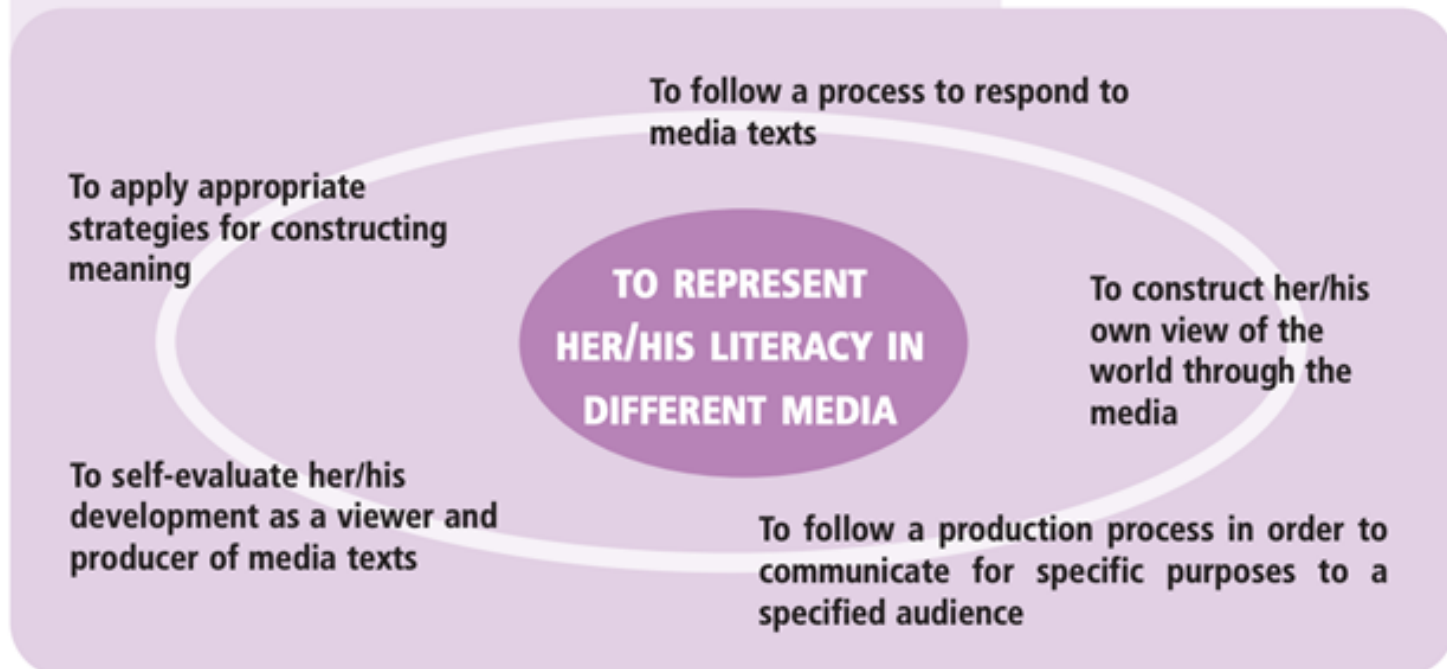 To follow a process to respond to
media texts
To apply appropriate
strategies for constructing
meaning
TO REPRESENT
HER/HIS LITERACY IN
DIFFERENT MEDIA
To construct her/his
own view of the
world through the
media
To self-evaluate her/his
development as a viewer and
producer of media texts
To follow a production process in order to
communicate for specific purposes to a
specified audience